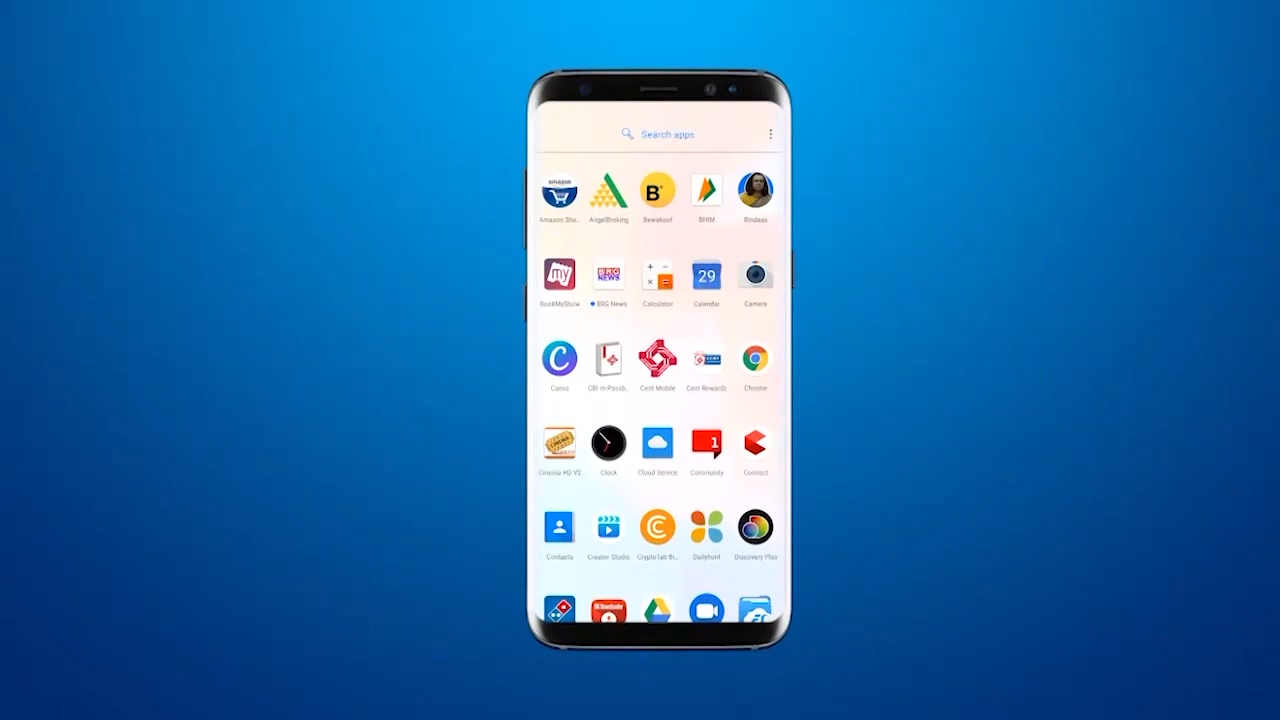 Search apps
amazon
B
Amazon Sho.. AngelBroking Bewakoof BHIM Bindaas
my BRG NEWS 29
BookMyShow BRG News Calculator Calendar Camera
C CENT
Canva CBI m-Passb.. Cent Mobile Cent Rewardz Chrome
CINEMA 1
Cinema HD V2 Clock Cloud Service Community Connect
C
Contacts Creator Studio CryptoTab Br.. Dailyhunt Discovery Plus